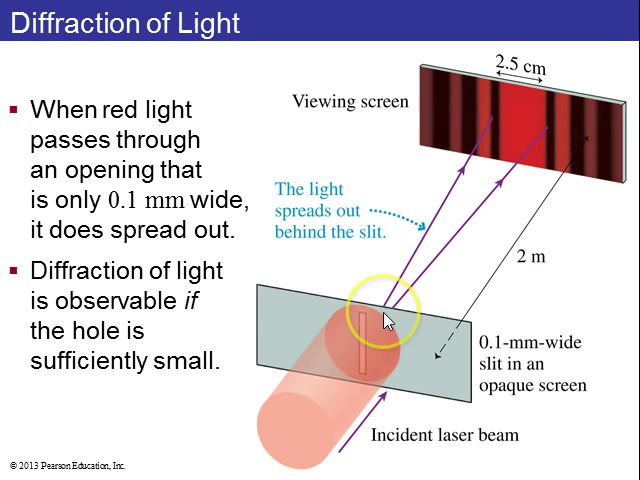 Diffraction of Light
When red light
passes through
an opening that
is only 0.1 mm wide,
it does spread out.
Diffraction of light
is observable if
the hole is
sufficiently small.
2.5 cm
Viewing screen
The light
spreads out
behind the slit.
2 m
0.1-mm-wide
slit in an
opaque screen
Incident laser beam
© 2013 Pearson Education, Inc.